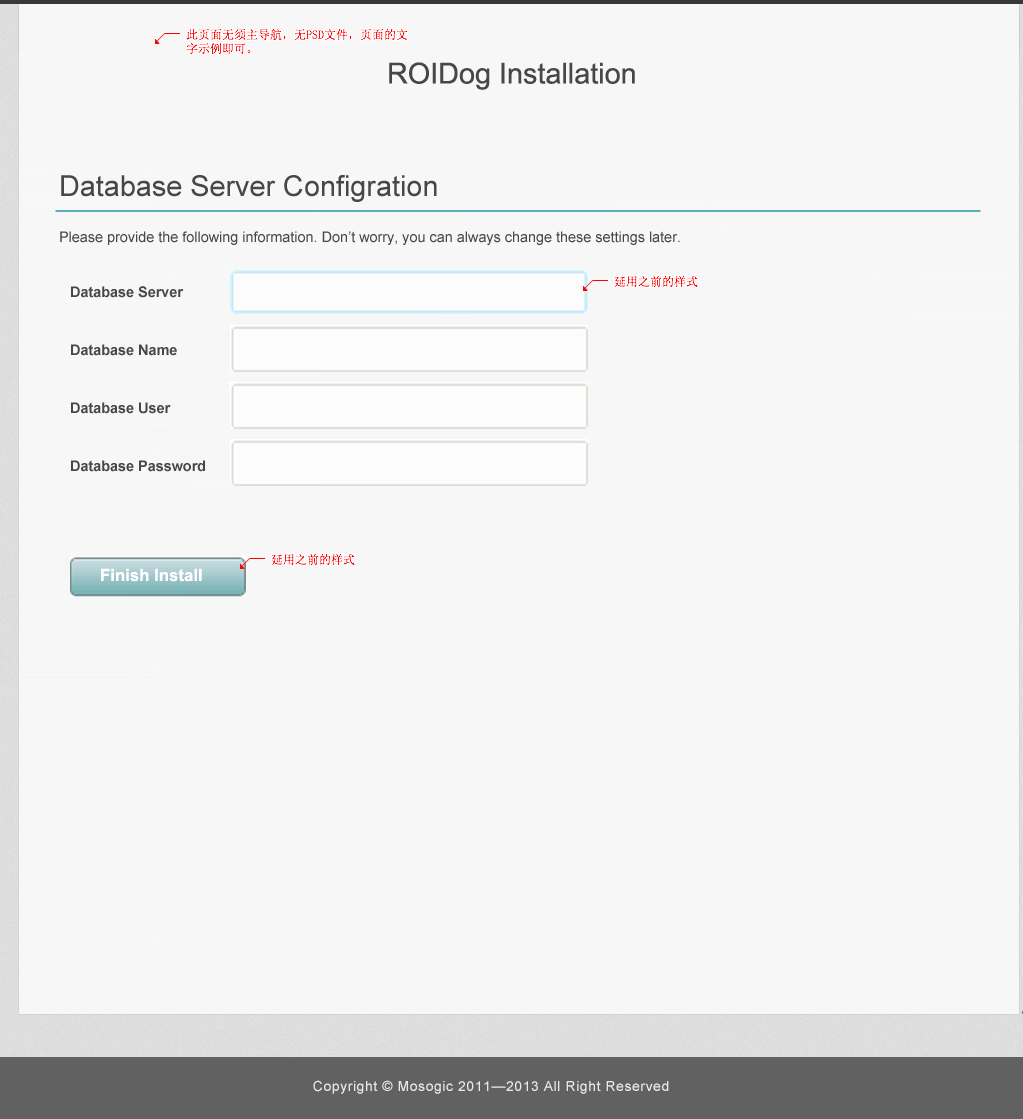 此页面无须主导航，无PSD文件，页面的文
字示例即可。
ROIDog Installation
Database Server Configration
Please provide the following information. Don’t worry, you can always change these settings later.
Database Server
延用之前的样式
Database Name
Database User
Database Password
Finish Install
延用之前的样式
Copyright © Mosogic 2011—2013 All Right Reserved